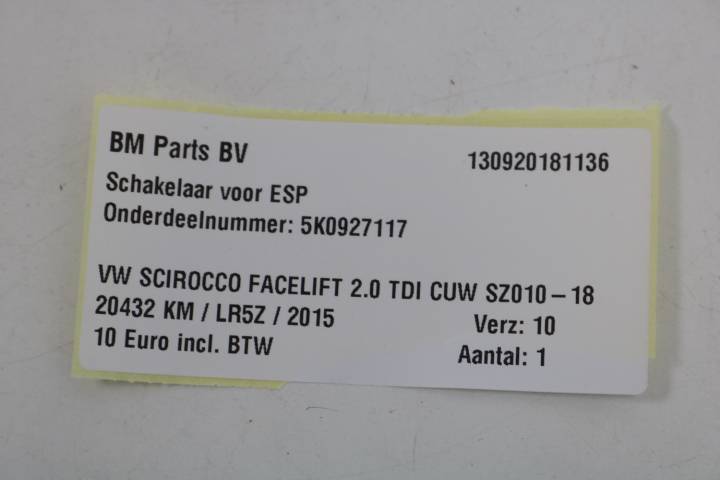 BM Parts BV 130920181136
Schakelaar voor ESP
Onderdeelnummer: 5K0927117
VW SCIROCCO FACELIFT 2.0 TDI CUW SZ010-18
20432 KM / LR5Z / 2015 Verz: 10
10 Euro incl. BTW Aantal: 1